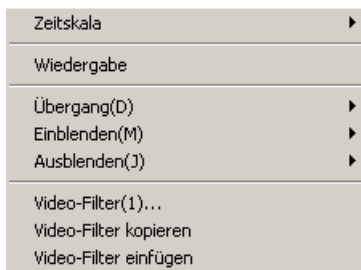 Zeitskala
Wiedergabe
Übergang(D)
Einblenden(M)
Ausblenden(J)
Video-Filter(1)...
Video-Filter kopieren
Video-Filter einfügen